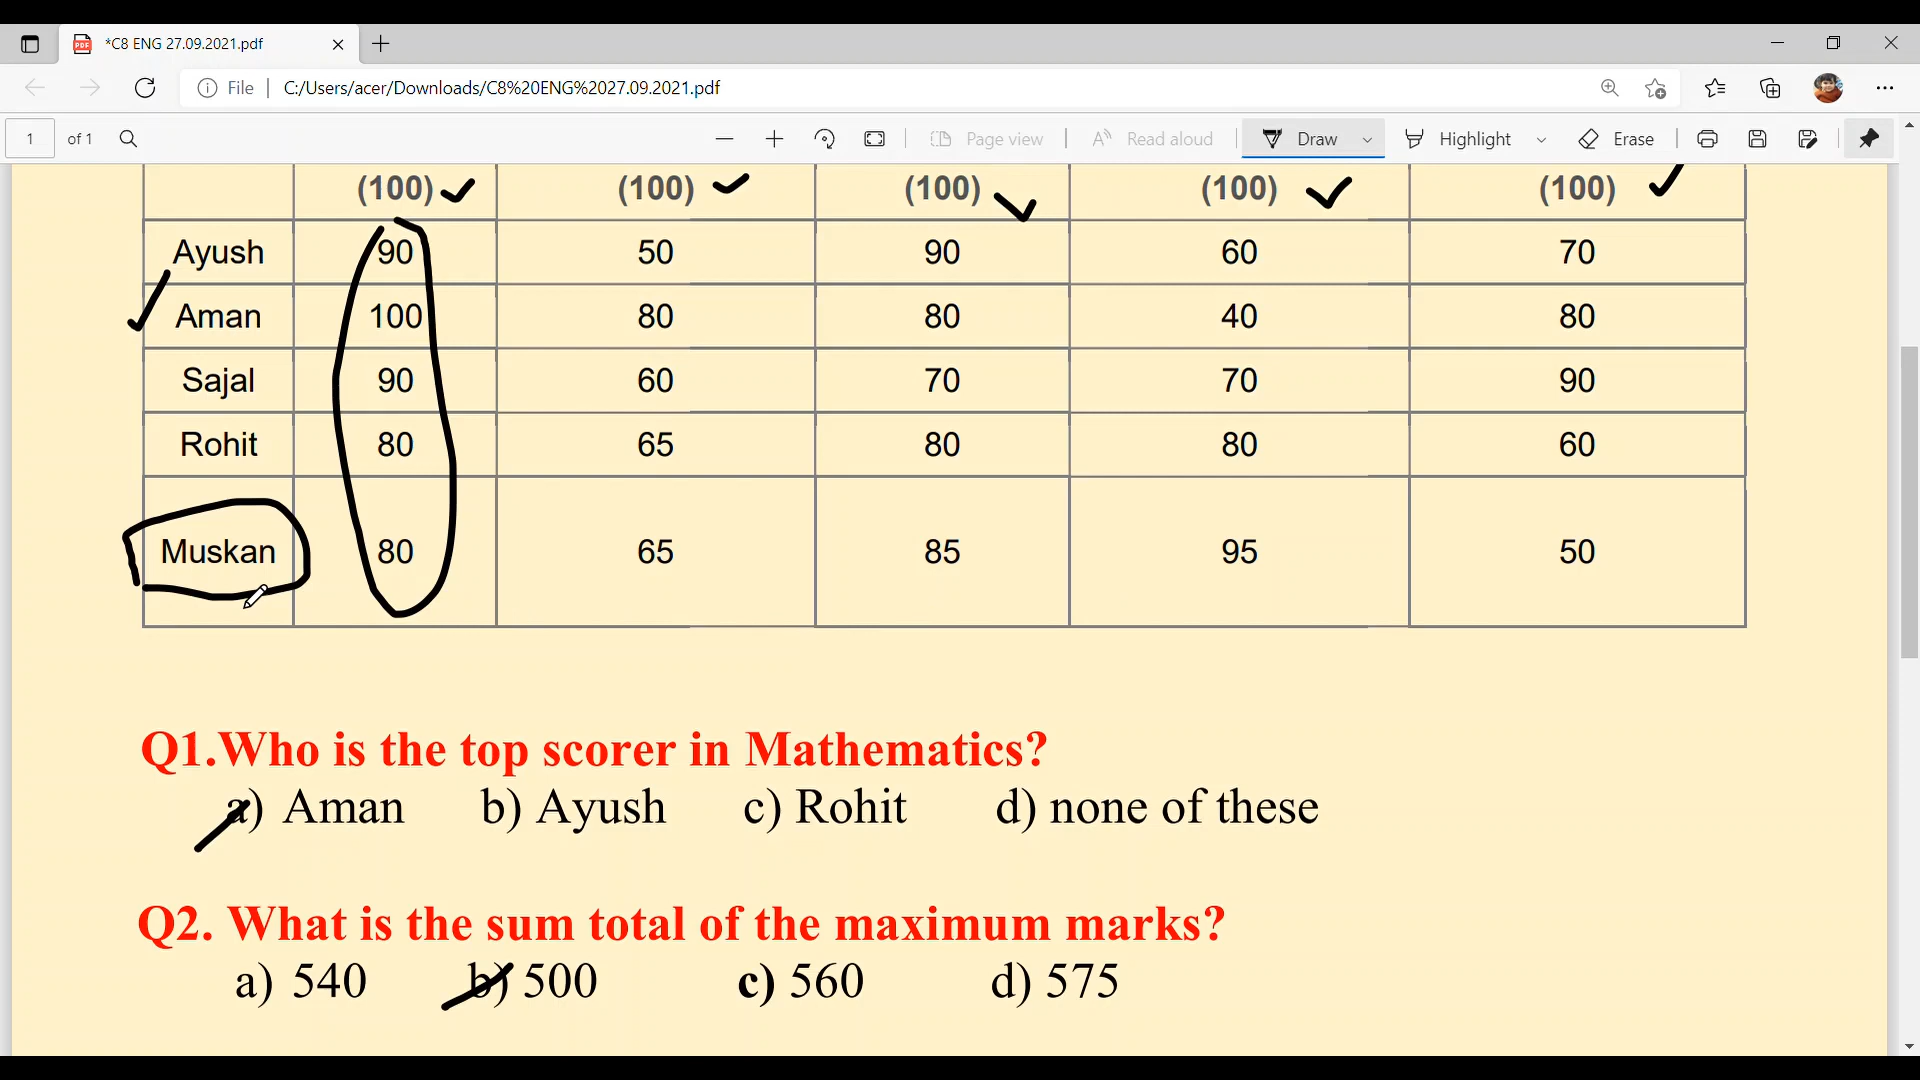 *C8 ENG 27.09.2021.pdf
File | C:/Users/acer/Downloads/C8%20ENG%2027.09.2021.pdf
1 of 1 Page view Read aloud Draw Highlight Erase
(100) (100) (100) (100) (100)
Ayush 90 50 90 60 70
Aman 100 80 80 40 80
Sajal 90 60 70 70 90
Rohit 80 65 80 80 60
Muskan 80 65 85 95 50
Q1.Who is the top scorer in Mathematics?
a) Aman b) Ayush c) Rohit d) none of these
Q2. What is the sum total of the maximum marks?
a) 540 b) 500 c) 560 d) 575